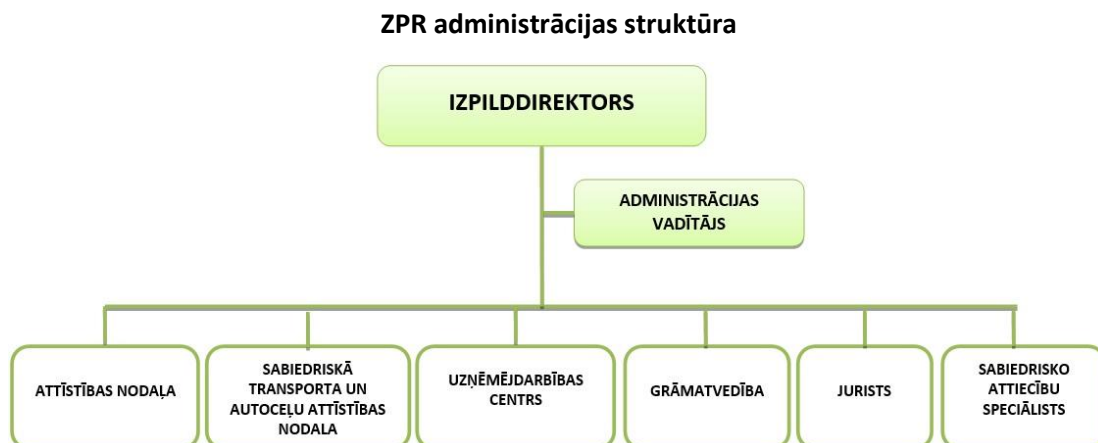 ZPR administrācijas struktūra
IZPILDDIREKTORS
ADMINISTRĀCIJAS
VADĪTĀJS
ATTĪSTĪBAS NODAĻA
SABIEDRISKĀ
TRANSPORTA UN
AUTOCEĻU ATTĪSTĪBAS
NODALA
UZŅĒMĒJDARBĪBAS
CENTRS
GRĀMATVEDĪBA
JURISTS
SABIEDRISKO
ATTIECĪBU
SPECIĀLISTS